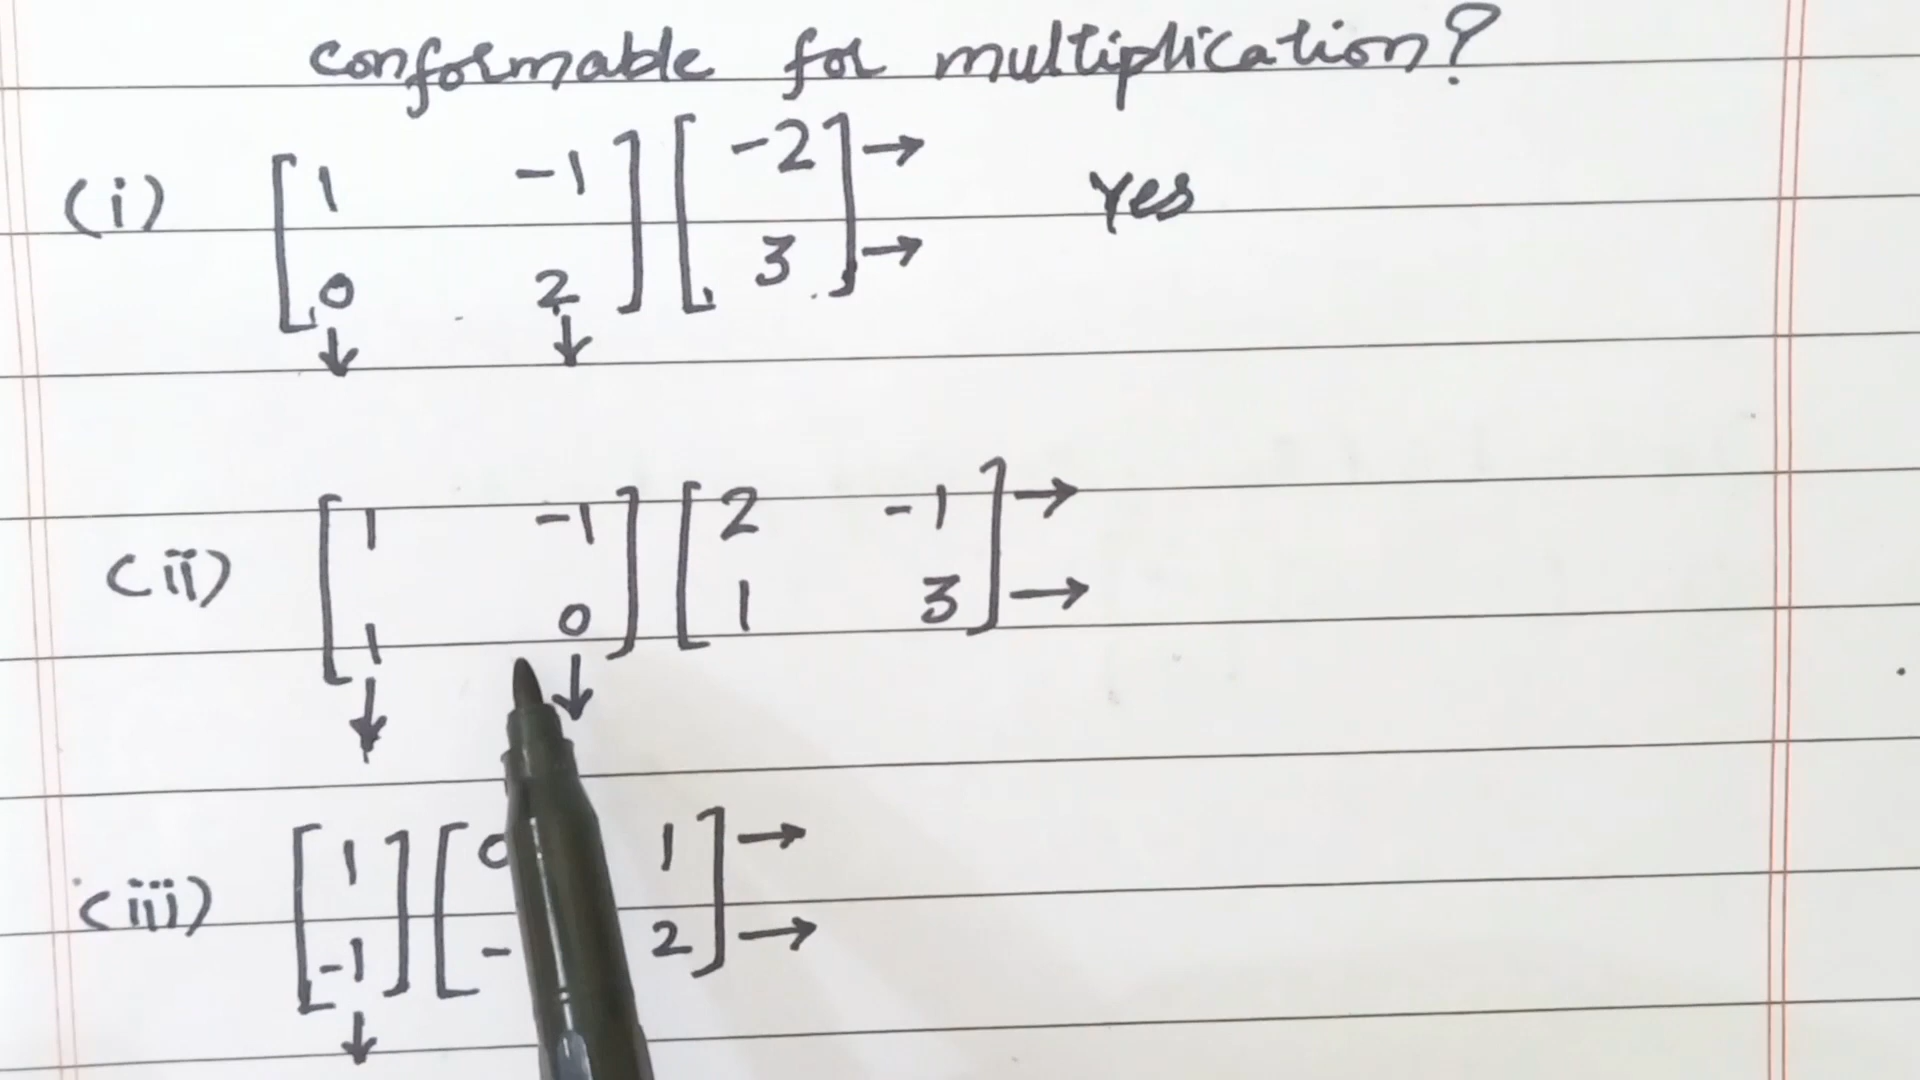 conformable for multiplication?
(i) [1 -1 [-2 → Yes
0 2] 3] →
↓ ↓
(ii) [1 -1 [2 -1 →
1 0] 1 3] →
↓ ↓
(iii) [1 [0 1 →
-1] - 2] →
↓